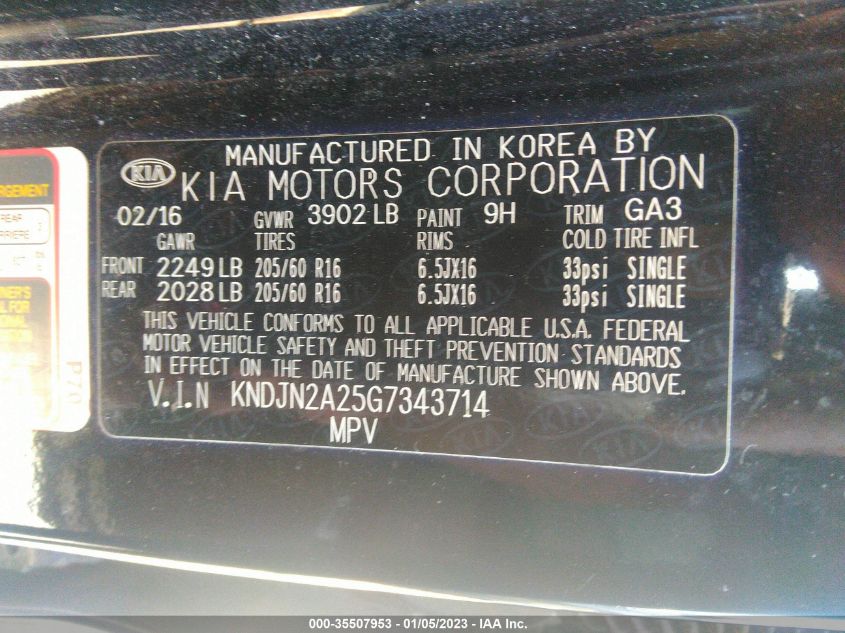 MANUFACTURED IN KOREA BY
KIA KIA MOTORS CORPORATION
02/16 GVWR 3902 LB PAINT 9H TRIM GA3
GAWR TIRES RIMS COLD TIRE INFL
FRONT 2249 LB 205/60 R16 6.5JX16 33psi SINGLE
REAR 2028 LB 205/60 R16 6.5JX16 33psi SINGLE
THIS VEHICLE CONFORMS TO ALL APPLICABLE U.S.A. FEDERAL
MOTOR VEHICLE SAFETY AND THEFT PREVENTION STANDARDS
IN EFFECT ON THE DATE OF MANUFACTURE SHOWN ABOVE.
V.I.N KNDJN2A25G7343714
MPV
REAR
P70
000-35507953 - 01/05/2023 - IAA Inc.